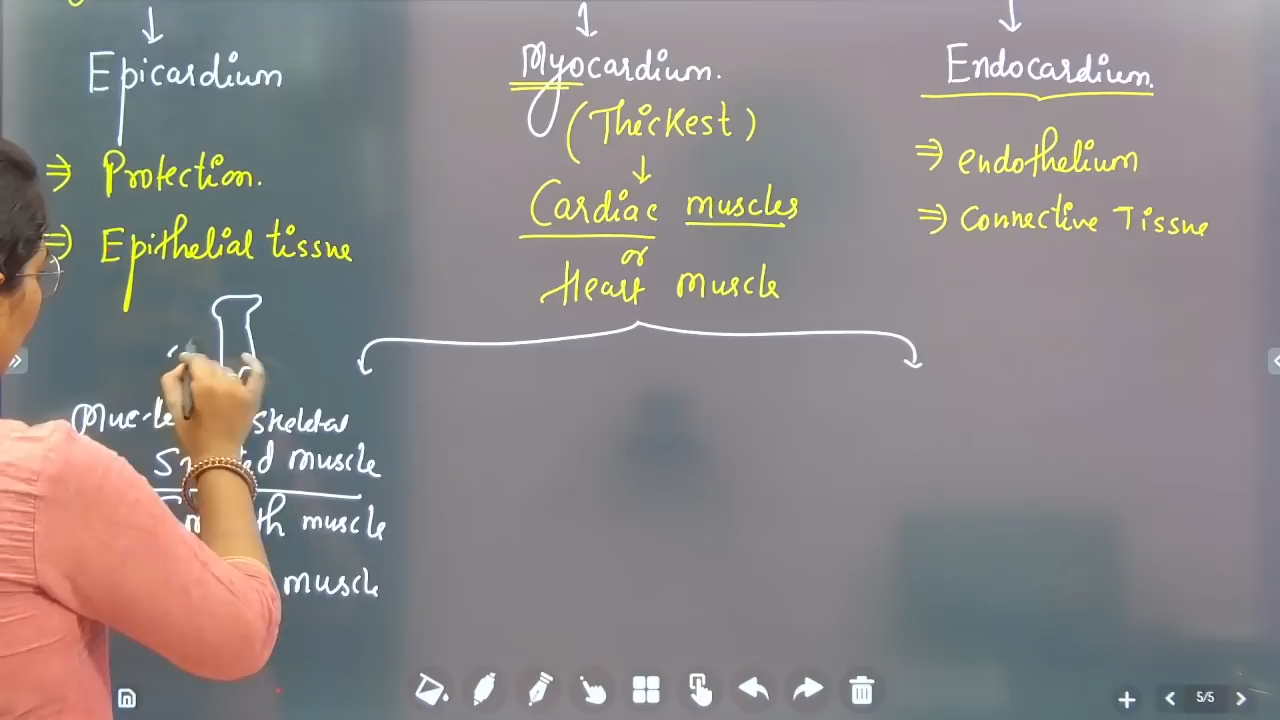 Epicardium
⇒ Protection.
⇒ Epithelial tissue
skeletal
muscle
muscle
muscle
Myocardium.
(Thickest)
Cardiac muscles
or
Heart muscle
Endocardium.
⇒ endothelium
⇒ Connective Tissue
5/5